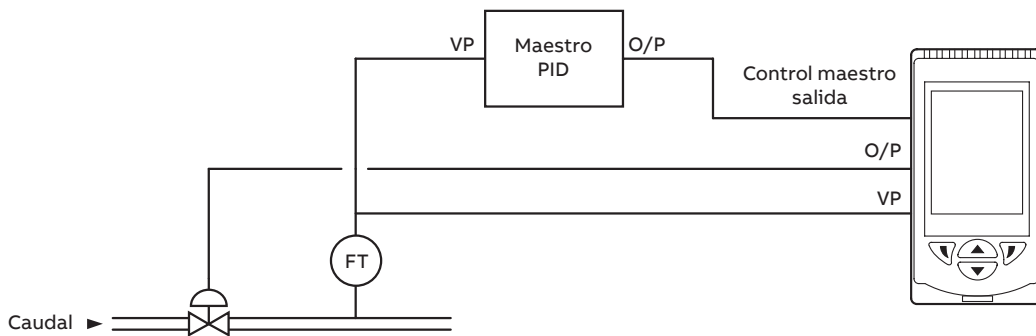 VP
Maestro
PID
O/P
Control maestro
salida
O/P
VP
FT
Caudal